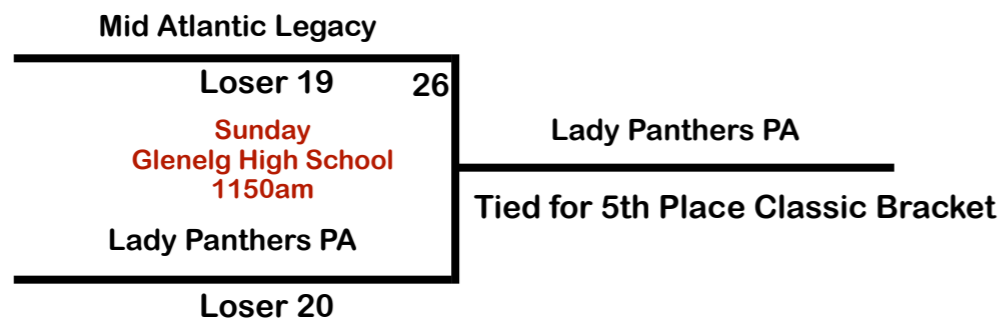 Mid Atlantic Legacy
Loser 19
26
Sunday
Glenelg High School
1150am
Lady Panthers PA
Loser 20
Lady Panthers PA
Tied for 5th Place Classic Bracket